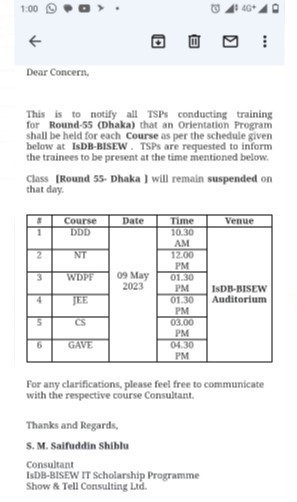 1:00
4G+
Dear Concern,
This is to notify all TSPs conducting training
for Round-55 (Dhaka) that an Orientation Program
shall be held for each Course as per the schedule given
below at IsDB-BISEW . TSPs are requested to inform
the trainees to be present at the time mentioned below.
Class [Round 55- Dhaka ] will remain suspended on
that day.
# Course Date Time Venue
1 DDD 10.30
AM
2 NT 12.00
PM
3 WDPF 09 May 01.30 IsDB-BISEW
2023 PM Auditorium
4 JEE 01.30
PM
5 CS 03.00
PM
6 GAVE 04.30
PM
For any clarifications, please feel free to communicate
with the respective course Consultant.
Thanks and Regards,
S. M. Saifuddin Shiblu
Consultant
IsDB-BISEW IT Scholarship Programme
Show & Tell Consulting Ltd.